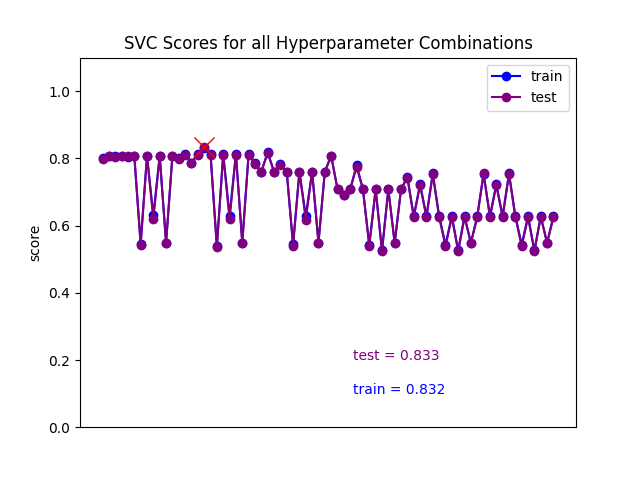 SVC Scores for all Hyperparameter Combinations
train
test
1.0
0.8
0.6
0.4
0.2
0.0
score
test = 0.833
train = 0.832